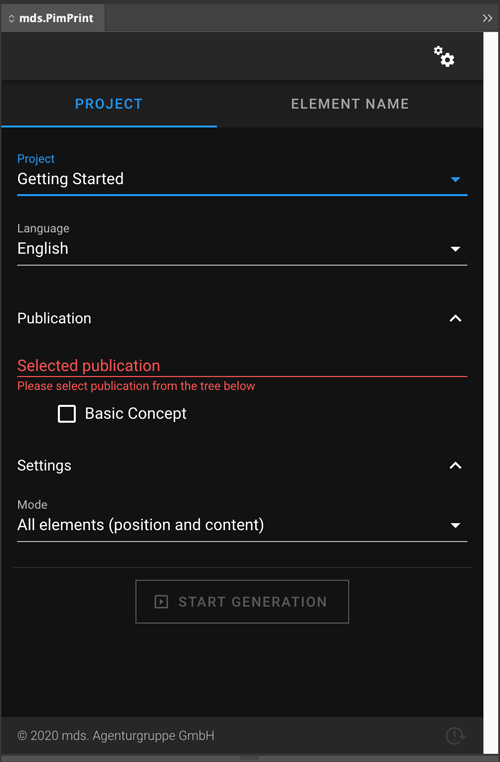 mds.PimPrint
PROJECT
ELEMENT NAME
Project
Getting Started
Language
English
Publication
Selected publication
Please select publication from the tree below
Basic Concept
Settings
Mode
All elements (position and content)
START GENERATION
© 2020 mds. Agenturgruppe GmbH